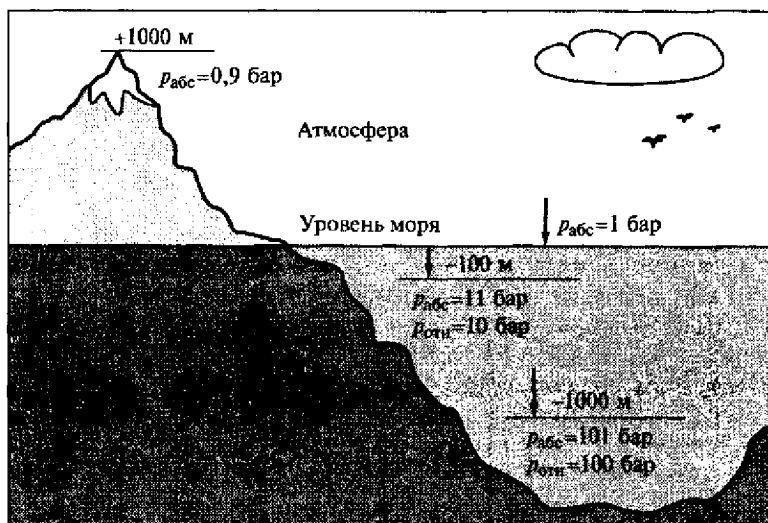 +1000 м
pабс=0,9 бар
Атмосфера
Уровень моря
pабс=1 бар
-100 м
pабс=11 бар
pотн=10 бар
-1000 м
pабс=101 бар
pотн=100 бар